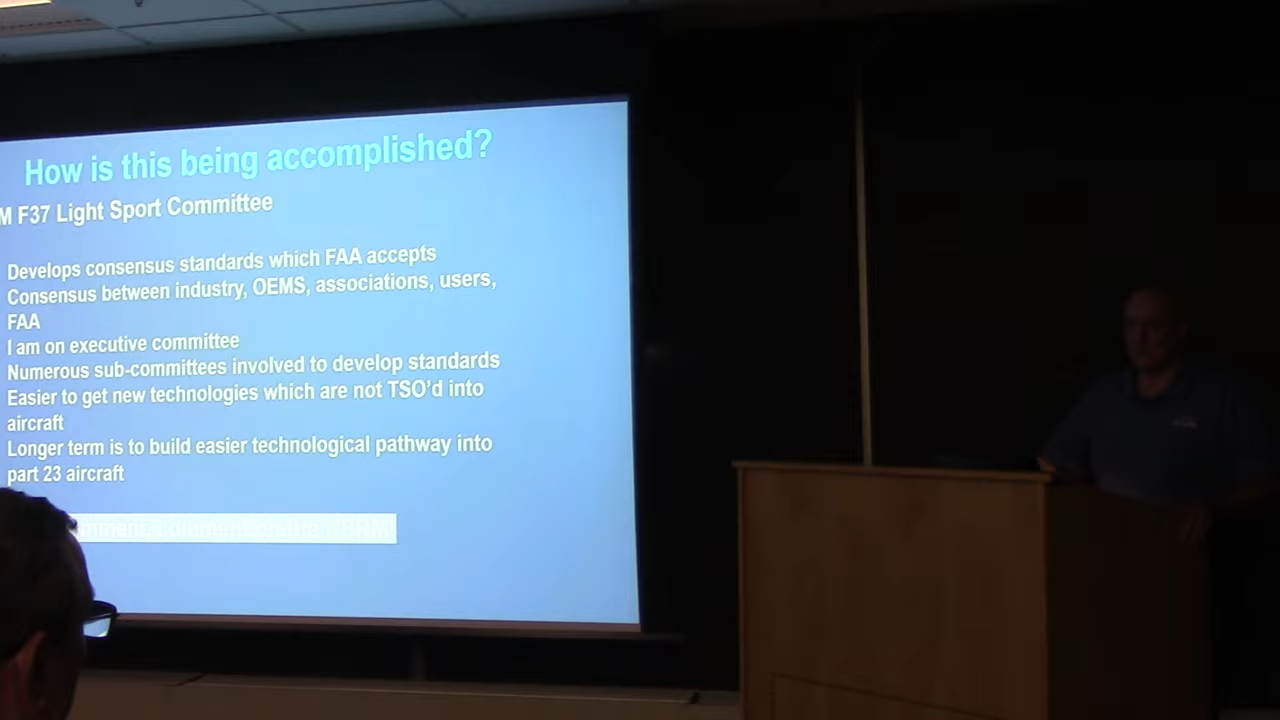 How is this being accomplished?
M F37 Light Sport Committee
Develops consensus standards which FAA accepts
Consensus between industry, OEMS, associations, users,
FAA
I am on executive committee
Numerous sub-committees involved to develop standards
Easier to get new technologies which are not TSO'd into
aircraft
Longer term is to build easier technological pathway into
part 23 aircraft